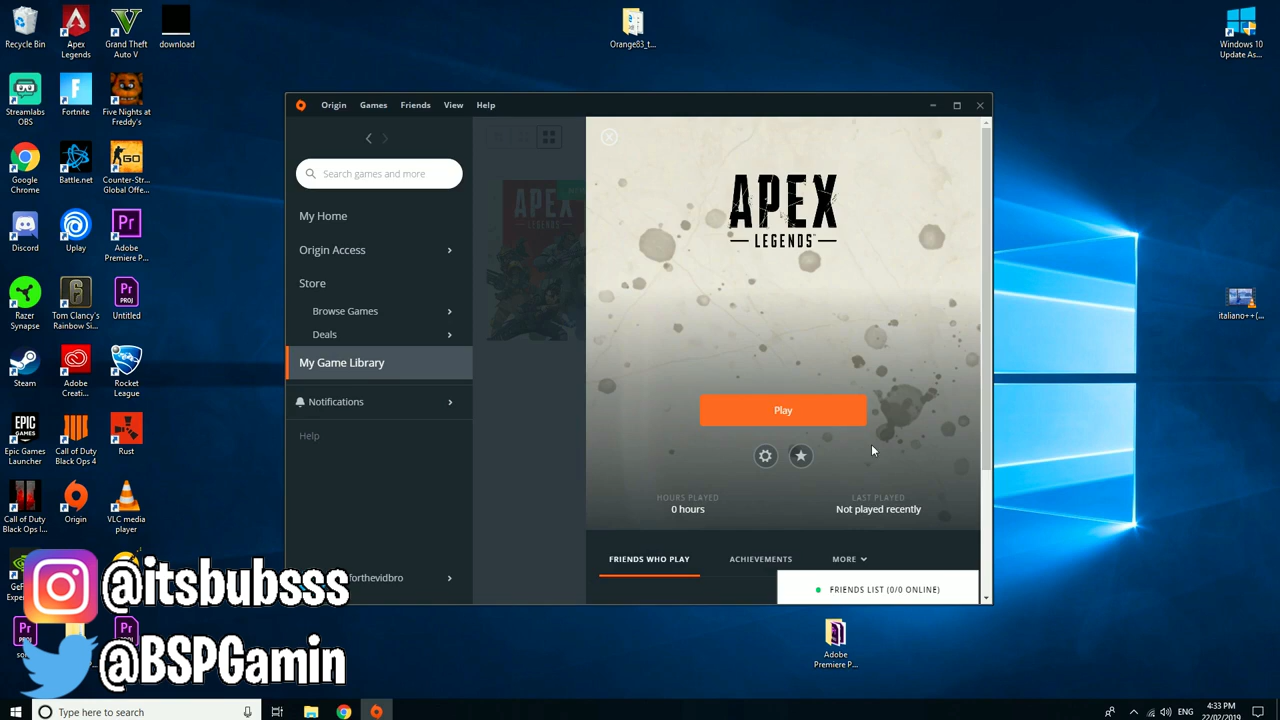 Recycle Bin
Apex
Legends
Grand Theft
Auto V
download
Orange83_t...
Windows 10
Update As...
Streamlabs
OBS
Fortnite
Five Nights at
Freddy's
Google
Chrome
Battle.net
Counter-Str...
Global Offe...
Discord
Uplay
Adobe
Premiere P...
Razer
Synapse
Tom Clancy's
Rainbow Si...
Untitled
Steam
Adobe
Creati...
Rocket
League
Epic Games
Launcher
Call of Duty
Black Ops 4
Rust
Call of Duty
Black Ops I...
Origin
VLC media
player
italiano++(...
Adobe
Premiere P...
Origin Games Friends View Help
Search games and more
My Home
Origin Access
Store
Browse Games
Deals
My Game Library
Notifications
Help
forthevidbro
APEX
LEGENDS
APEX
LEGENDS
Play
HOURS PLAYED
0 hours
LAST PLAYED
Not played recently
FRIENDS WHO PLAY ACHIEVEMENTS MORE
FRIENDS LIST (0/0 ONLINE)
@itsbubsss
@BSPGamin
Type here to search
ENG
4:33 PM
22/02/2019